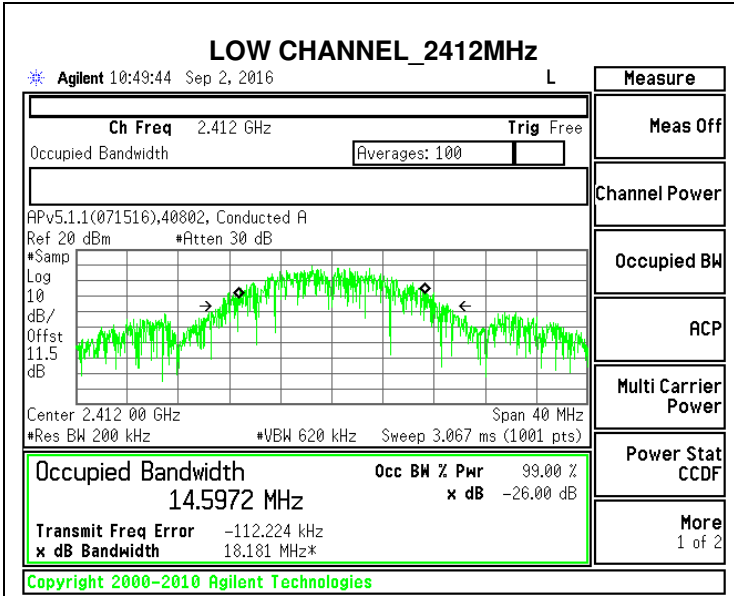 LOW CHANNEL_2412MHz
Agilent 10:49:44 Sep 2, 2016 L
Measure
Ch Freq 2.412 GHz Trig Free
Meas Off
Occupied Bandwidth Averages: 100
Channel Power
APv5.1.1(071516),40802, Conducted A
Ref 20 dBm #Atten 30 dB
#Samp
Log
10
dB/
Offst
11.5
dB
Occupied BW
ACP
Multi Carrier
Power
Center 2.412 00 GHz Span 40 MHz
#Res BW 200 kHz #VBW 620 kHz Sweep 3.067 ms (1001 pts)
Power Stat
CCDF
Occupied Bandwidth Occ BW % Pwr 99.00 %
14.5972 MHz x dB -26.00 dB
Transmit Freq Error -112.224 kHz
x dB Bandwidth 18.181 MHz*
More
1 of 2
Copyright 2000-2010 Agilent Technologies